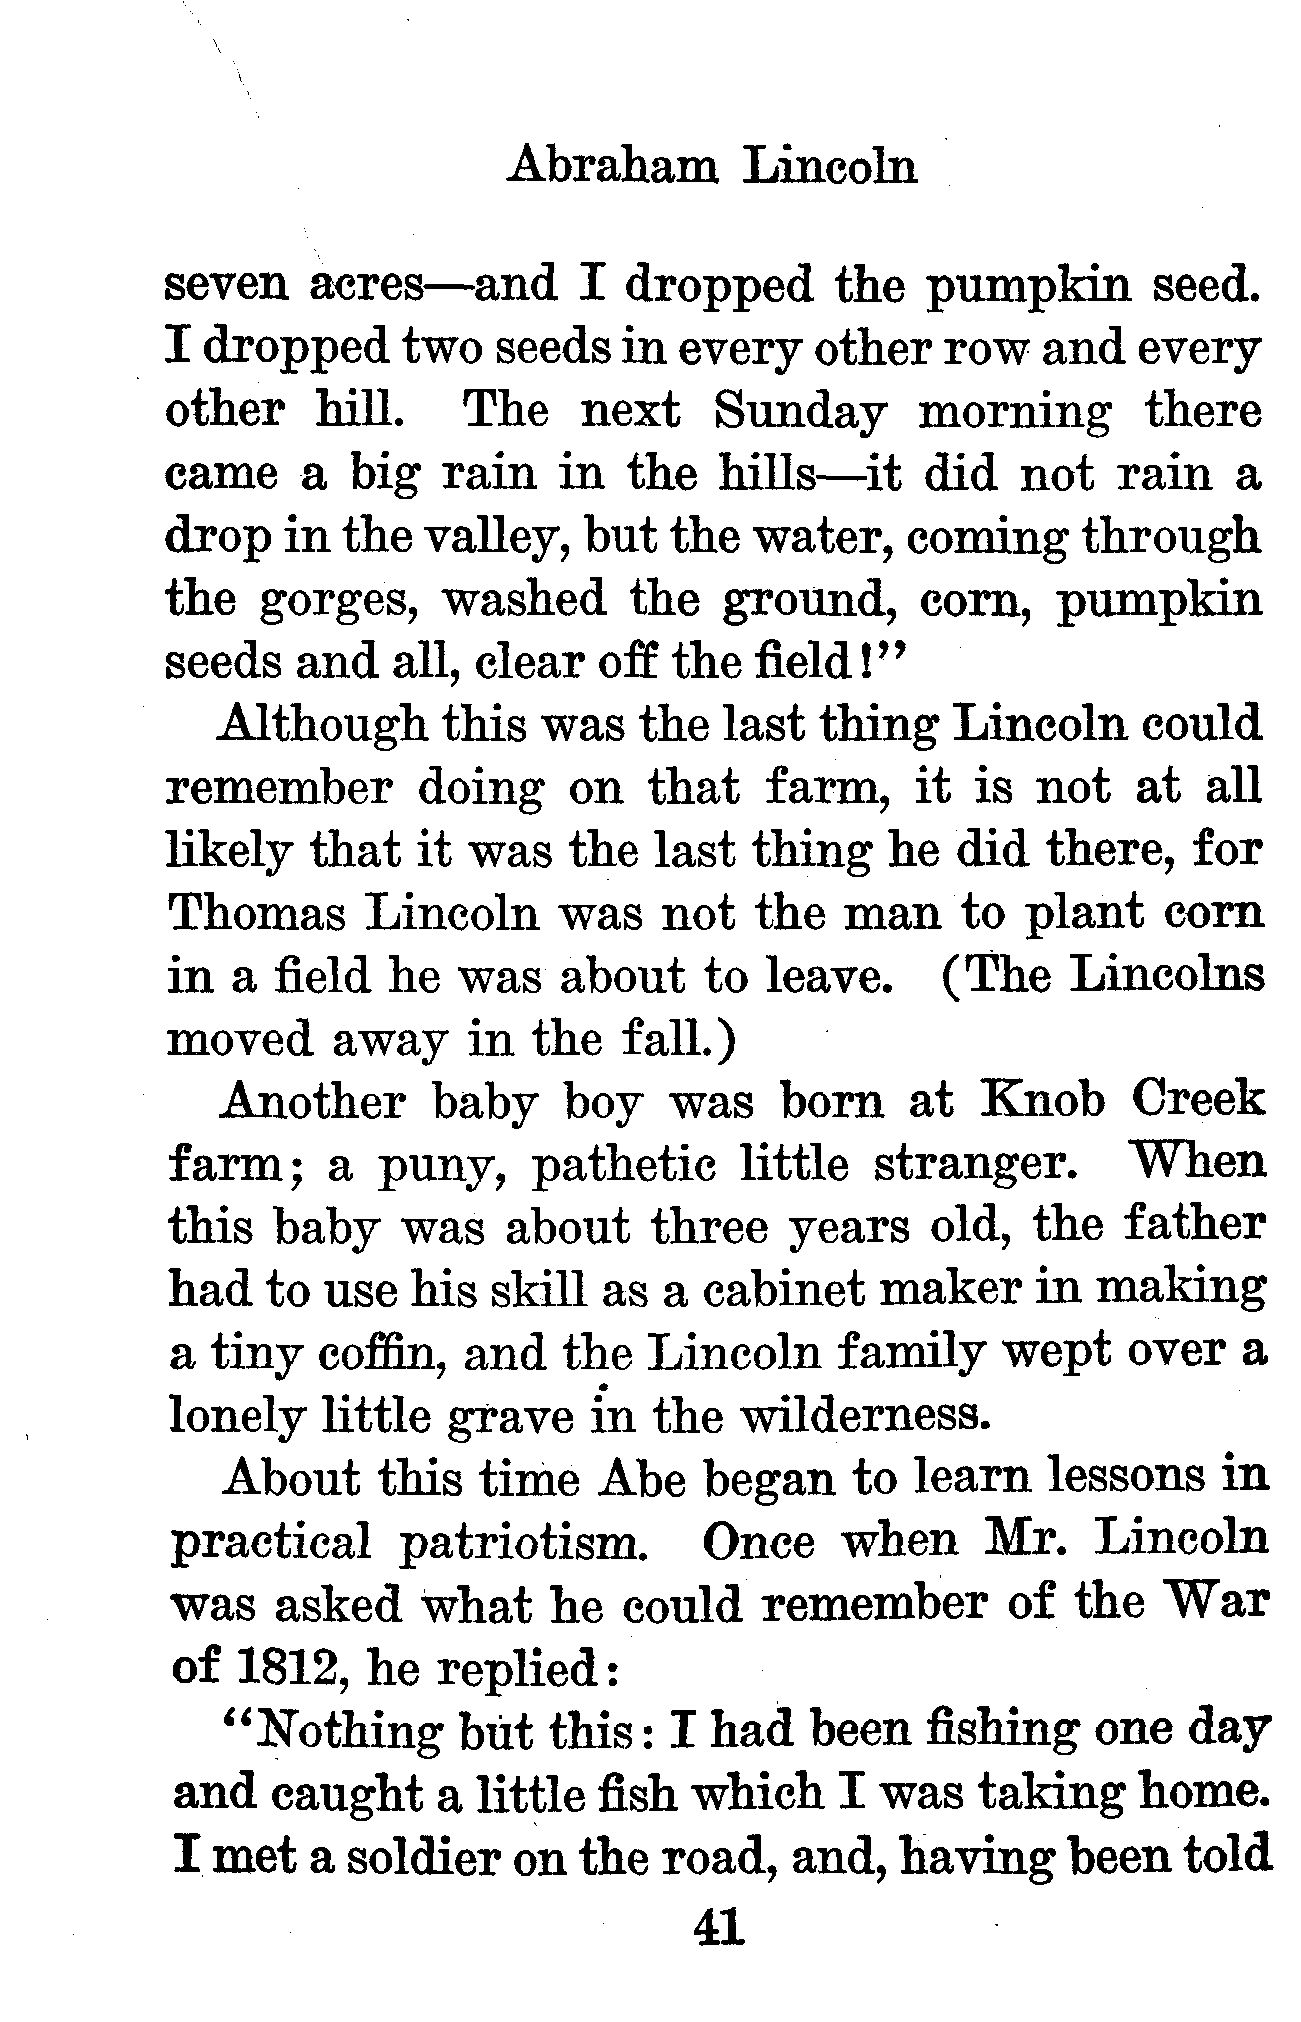 Abraham Lincoln
seven acres—and I dropped the pumpkin seed.
I dropped two seeds in every other row and every
other hill. The next Sunday morning there
came a big rain in the hills—it did not rain a
drop in the valley, but the water, coming through
the gorges, washed the ground, corn, pumpkin
seeds and all, clear off the field!”
Although this was the last thing Lincoln could
remember doing on that farm, it is not at all
likely that it was the last thing he did there, for
Thomas Lincoln was not the man to plant corn
in a field he was about to leave. (The Lincolns
moved away in the fall.)
Another baby boy was born at Knob Creek
farm; a puny, pathetic little stranger. When
this baby was about three years old, the father
had to use his skill as a cabinet maker in making
a tiny coffin, and the Lincoln family wept over a
lonely little grave in the wilderness.
About this time Abe began to learn lessons in
practical patriotism. Once when Mr. Lincoln
was asked what he could remember of the War
of 1812, he replied:
“Nothing but this: I had been fishing one day
and caught a little fish which I was taking home.
I met a soldier on the road, and, having been told
41